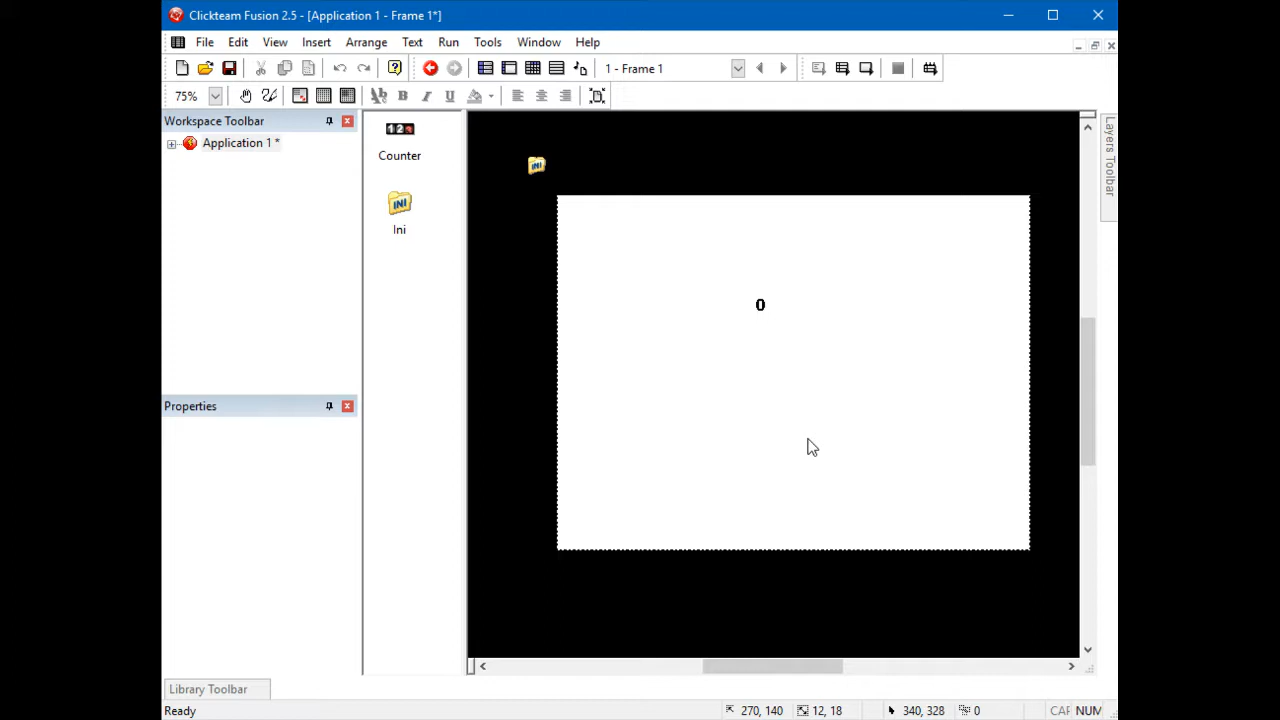 Clickteam Fusion 2.5 - [Application 1 - Frame 1*]
File Edit View Insert Arrange Text Run Tools Window Help
1 - Frame 1
75%
Workspace Toolbar
Application 1 *
Properties
Library Toolbar
Counter
INI
Ini
INI
0
Layers Toolbar
Ready 270, 140 12, 18 340, 328 0 CAP NUM